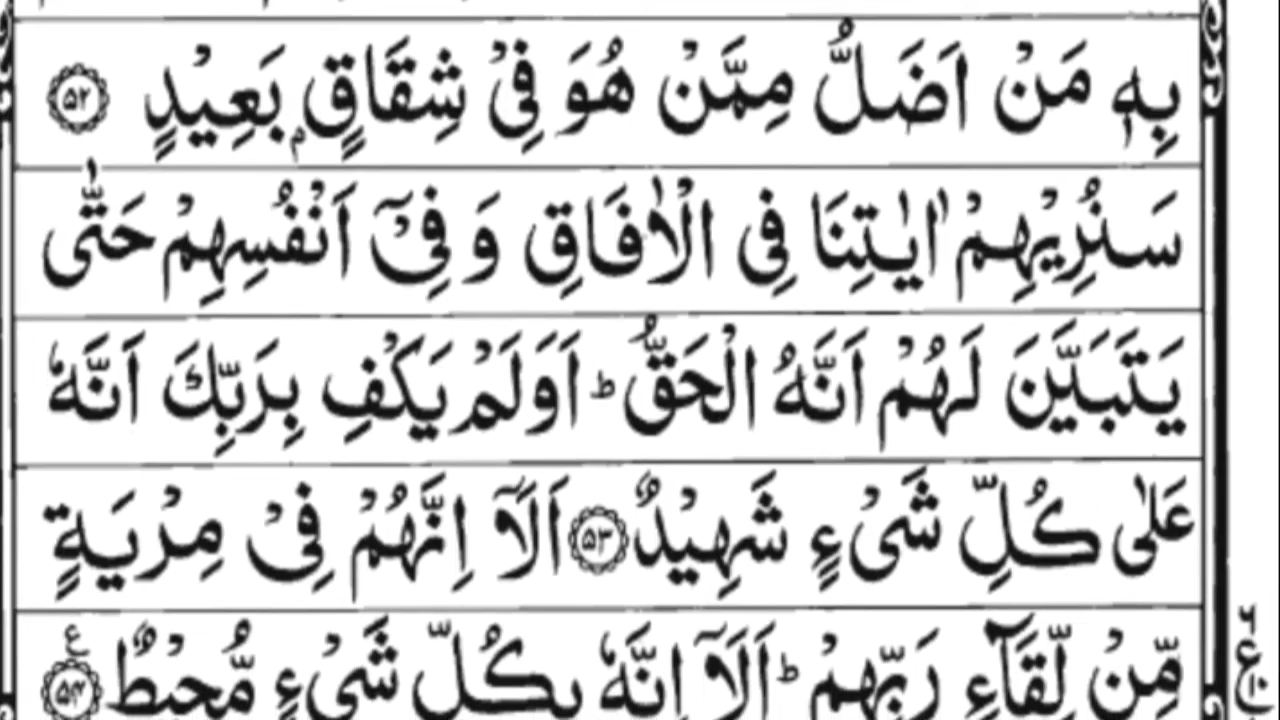 بِهٖ مَنْ اَضَلُّ مِمَّنْ هُوَ فِیْ شِقَاقٍۭ بَعِیْدٍ ۝۵۲
سَنُرِیْهِمْ اٰیٰتِنَا فِی الْاٰفَاقِ وَ فِیْۤ اَنْفُسِهِمْ حَتّٰی
یَتَبَیَّنَ لَهُمْ اَنَّهُ الْحَقُّ ؕ اَوَلَمْ یَكْفِ بِرَبِّكَ اَنَّهٗ
عَلٰی كُلِّ شَیْءٍ شَهِیْدٌ ۝۵۳ اَلَاۤ اِنَّهُمْ فِیْ مِرْیَةٍ
مِّنْ لِّقَآءِ رَبِّهِمْ ؕ اَلَاۤ اِنَّهٗ بِكُلِّ شَیْءٍ مُّحِیْطٌ ۝۵۴ ع